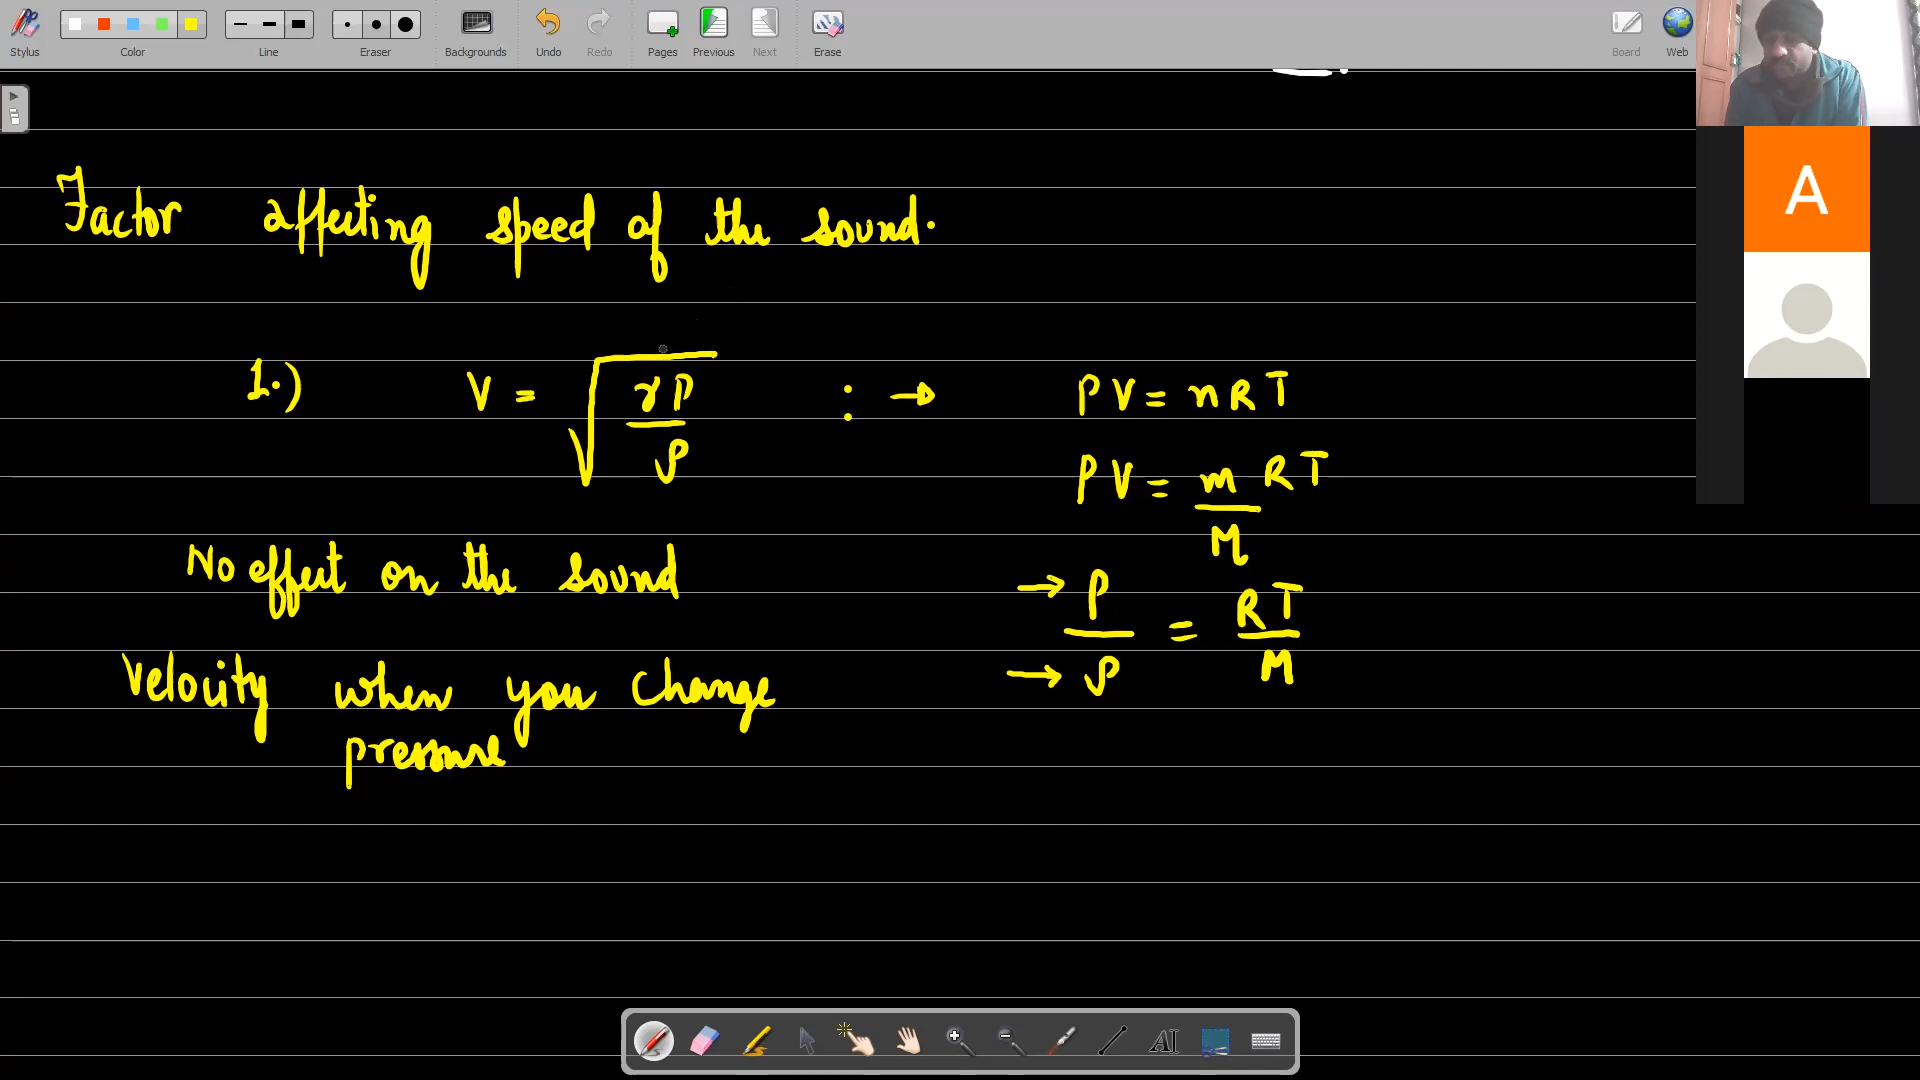 Stylus
Color
Line
Eraser
Backgrounds
Undo
Redo
Pages
Previous
Next
Erase
Board
Web
A
Factor affecting speed of the sound.
1.) V = √(γP/ρ) : → PV = nRT
PV = m/M RT
→ P/→ ρ = RT/M
No effect on the sound
Velocity when you change
pressure
AI